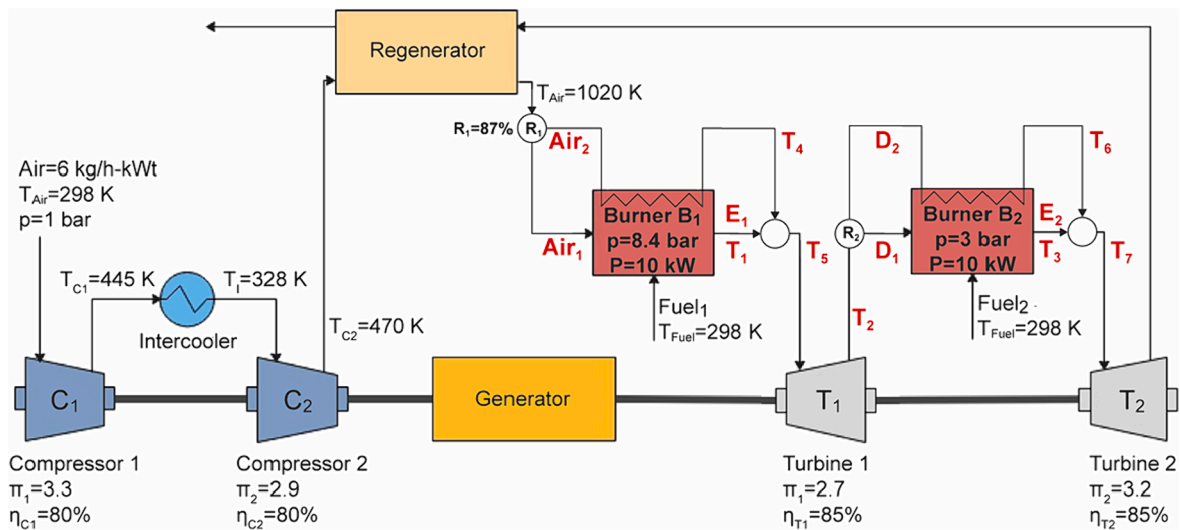 Regenerator
T_Air=1020 K
R₁=87%
R₁
Air₂
T₄
D₂
T₆
Air=6 kg/h-kWt
T_Air=298 K
p=1 bar
Burner B₁
p=8.4 bar
P=10 kW
E₁
T₁
Air₁
T₅
R₂
D₁
Burner B₂
p=3 bar
P=10 kW
E₂
T₃
T₇
T_C1=445 K
T_I=328 K
Intercooler
T_C2=470 K
Fuel₁
T_Fuel=298 K
T₂
Fuel₂
T_Fuel=298 K
C₁
C₂
Generator
T₁
T₂
Compressor 1
π₁=3.3
η_C1=80%
Compressor 2
π₂=2.9
η_C2=80%
Turbine 1
π₁=2.7
η_T1=85%
Turbine 2
π₂=3.2
η_T2=85%